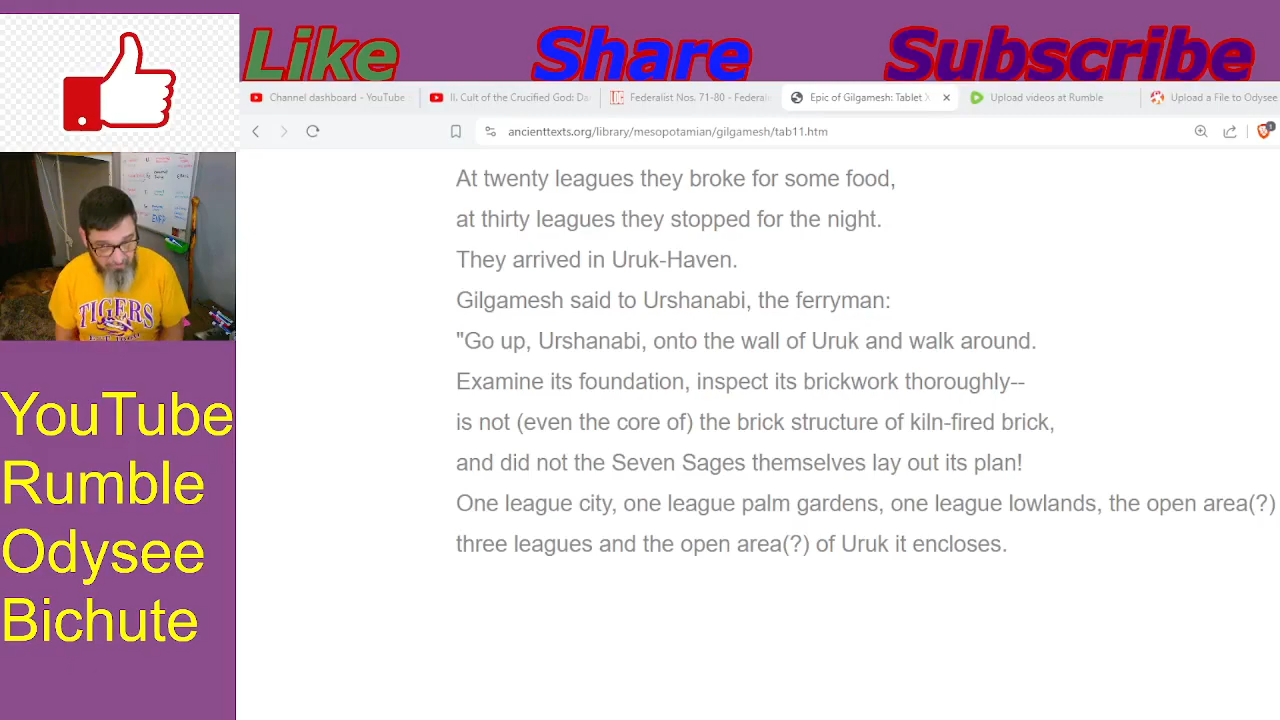 Like Share Subscribe
Channel dashboard - YouTube
II. Cult of the Crucified God: Da
Federalist Nos. 71-80 - Federal
Epic of Gilgamesh: Tablet X
Upload videos at Rumble
Upload a File to Odysee
ancienttexts.org/library/mesopotamian/gilgamesh/tab11.htm
1
At twenty leagues they broke for some food,
at thirty leagues they stopped for the night.
They arrived in Uruk-Haven.
Gilgamesh said to Urshanabi, the ferryman:
"Go up, Urshanabi, onto the wall of Uruk and walk around.
Examine its foundation, inspect its brickwork thoroughly--
is not (even the core of) the brick structure of kiln-fired brick,
and did not the Seven Sages themselves lay out its plan!
One league city, one league palm gardens, one league lowlands, the open area(?)
three leagues and the open area(?) of Uruk it encloses.
TIGERS
YouTube
Rumble
Odysee
Bichute